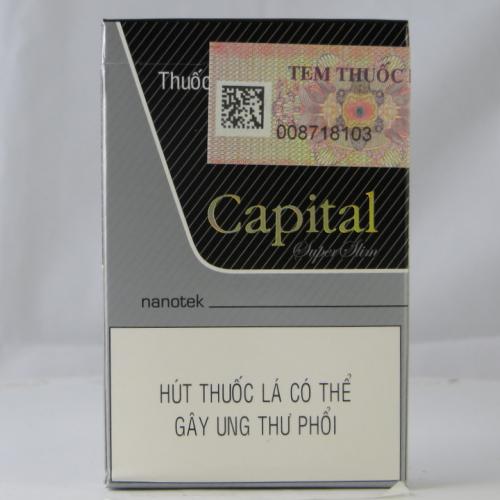 Thuốc
TEM THUỐC
008718103
Capital
Super Slim
nanotek
HÚT THUỐC LÁ CÓ THỂ
GÂY UNG THƯ PHỔI